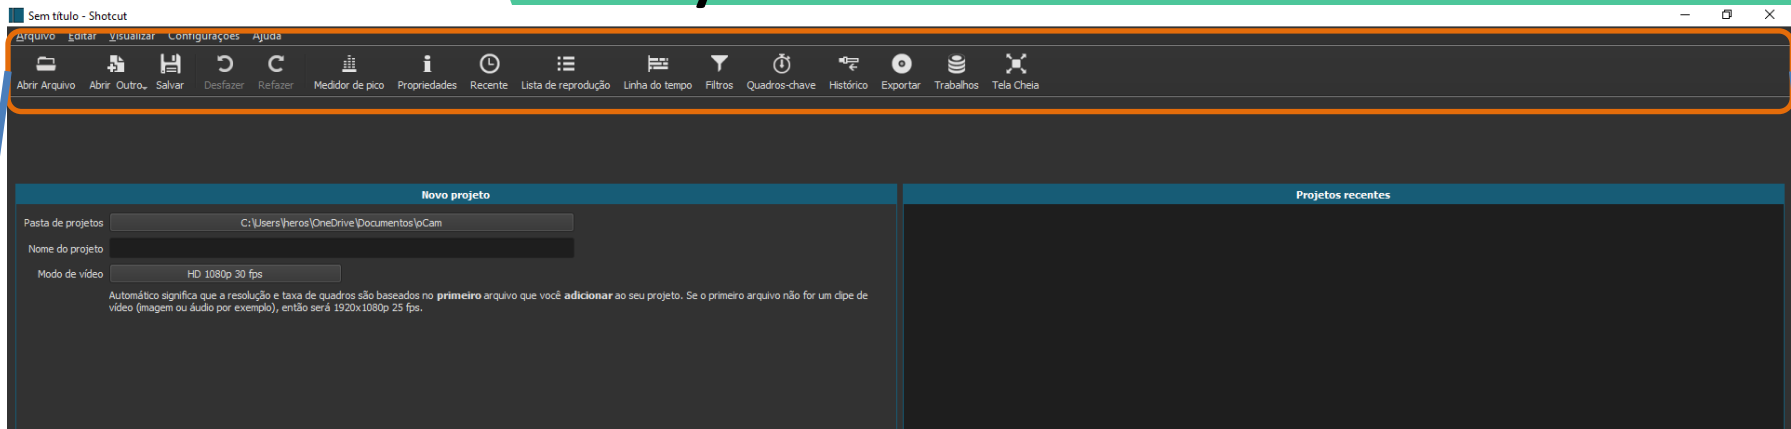 Sem título - Shotcut
Arquivo Editar Visualizar Configurações Ajuda
Abrir Arquivo Abrir Outro Salvar Desfazer Refazer Medidor de pico Propriedades Recente Lista de reprodução Linha do tempo Filtros Quadros-chave Histórico Exportar Trabalhos Tela Cheia
Novo projeto
Pasta de projetos C:\Users\heros\OneDrive\Documentos\oCam
Nome do projeto
Modo de vídeo HD 1080p 30 fps
Automático significa que a resolução e taxa de quadros são baseados no primeiro arquivo que você adicionar ao seu projeto. Se o primeiro arquivo não for um clipe de
vídeo (imagem ou áudio por exemplo), então será 1920x1080p 25 fps.
Projetos recentes